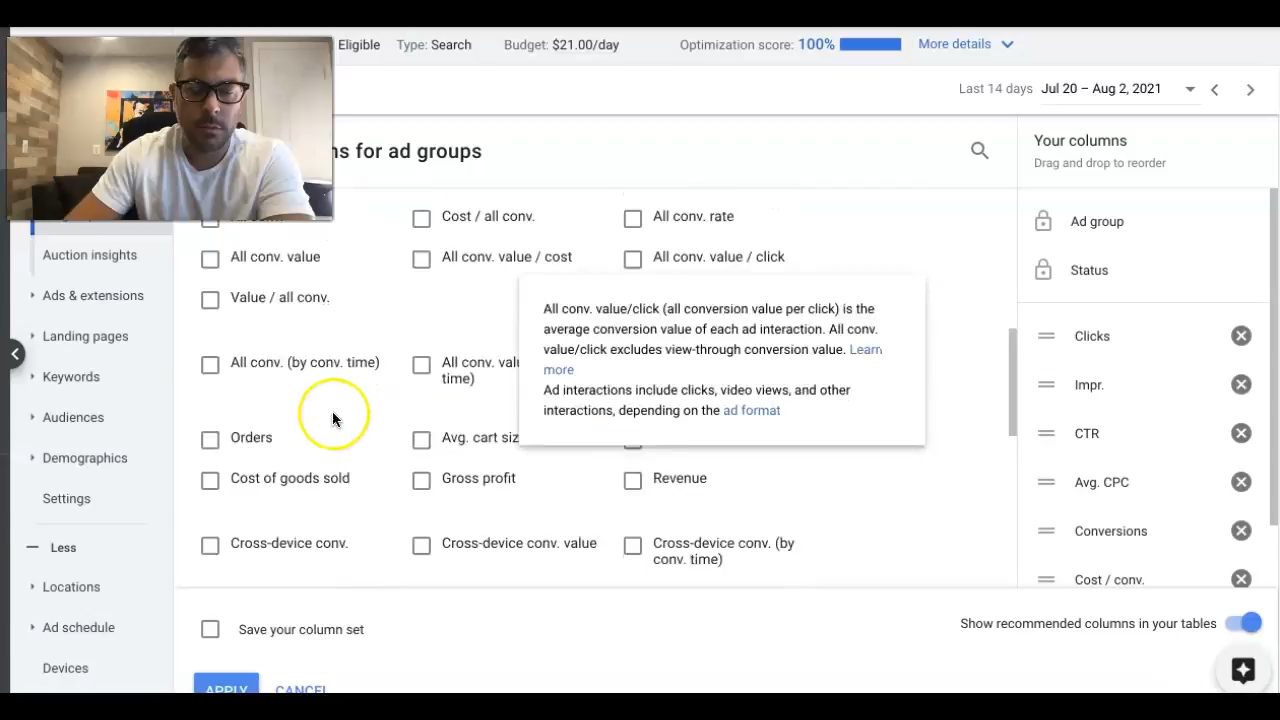 Eligible Type: Search Budget: $21.00/day Optimization score: 100% More details
Last 14 days Jul 20 – Aug 2, 2021
ns for ad groups
Your columns
Drag and drop to reorder
Cost / all conv. All conv. rate
Ad group
Auction insights
All conv. value All conv. value / cost All conv. value / click
Status
Ads & extensions
Value / all conv.
All conv. value/click (all conversion value per click) is the
average conversion value of each ad interaction. All conv.
value/click excludes view-through conversion value. Learn
more
Ad interactions include clicks, video views, and other
interactions, depending on the ad format
Landing pages
Clicks
All conv. (by conv. time) All conv. valu
time)
Keywords
Impr.
Audiences
CTR
Orders Avg. cart siz
Demographics
Cost of goods sold Gross profit Revenue
Avg. CPC
Settings
Conversions
Less
Cross-device conv. Cross-device conv. value Cross-device conv. (by
conv. time)
Cost / conv.
Locations
Ad schedule
Save your column set
Show recommended columns in your tables
Devices
APPLY CANCEL